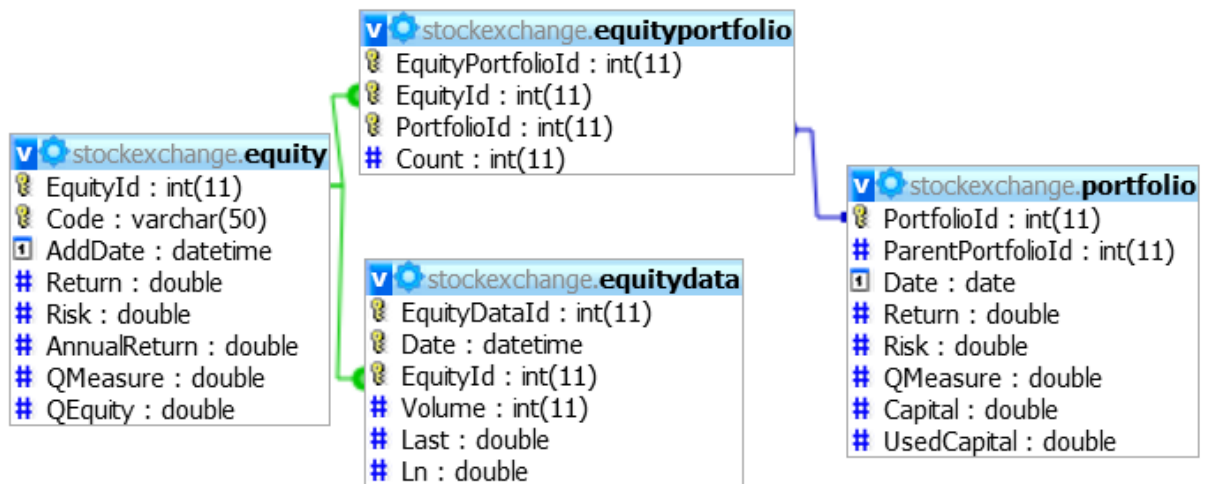 v stockexchange.equityportfolio
EquityPortfolioId : int(11)
EquityId : int(11)
PortfolioId : int(11)
# Count : int(11)
v stockexchange.equity
EquityId : int(11)
Code : varchar(50)
AddDate : datetime
# Return : double
# Risk : double
# AnnualReturn : double
# QMeasure : double
# QEquity : double
v stockexchange.equitydata
EquityDataId : int(11)
Date : datetime
EquityId : int(11)
# Volume : int(11)
# Last : double
# Ln : double
v stockexchange.portfolio
PortfolioId : int(11)
# ParentPortfolioId : int(11)
Date : date
# Return : double
# Risk : double
# QMeasure : double
# Capital : double
# UsedCapital : double